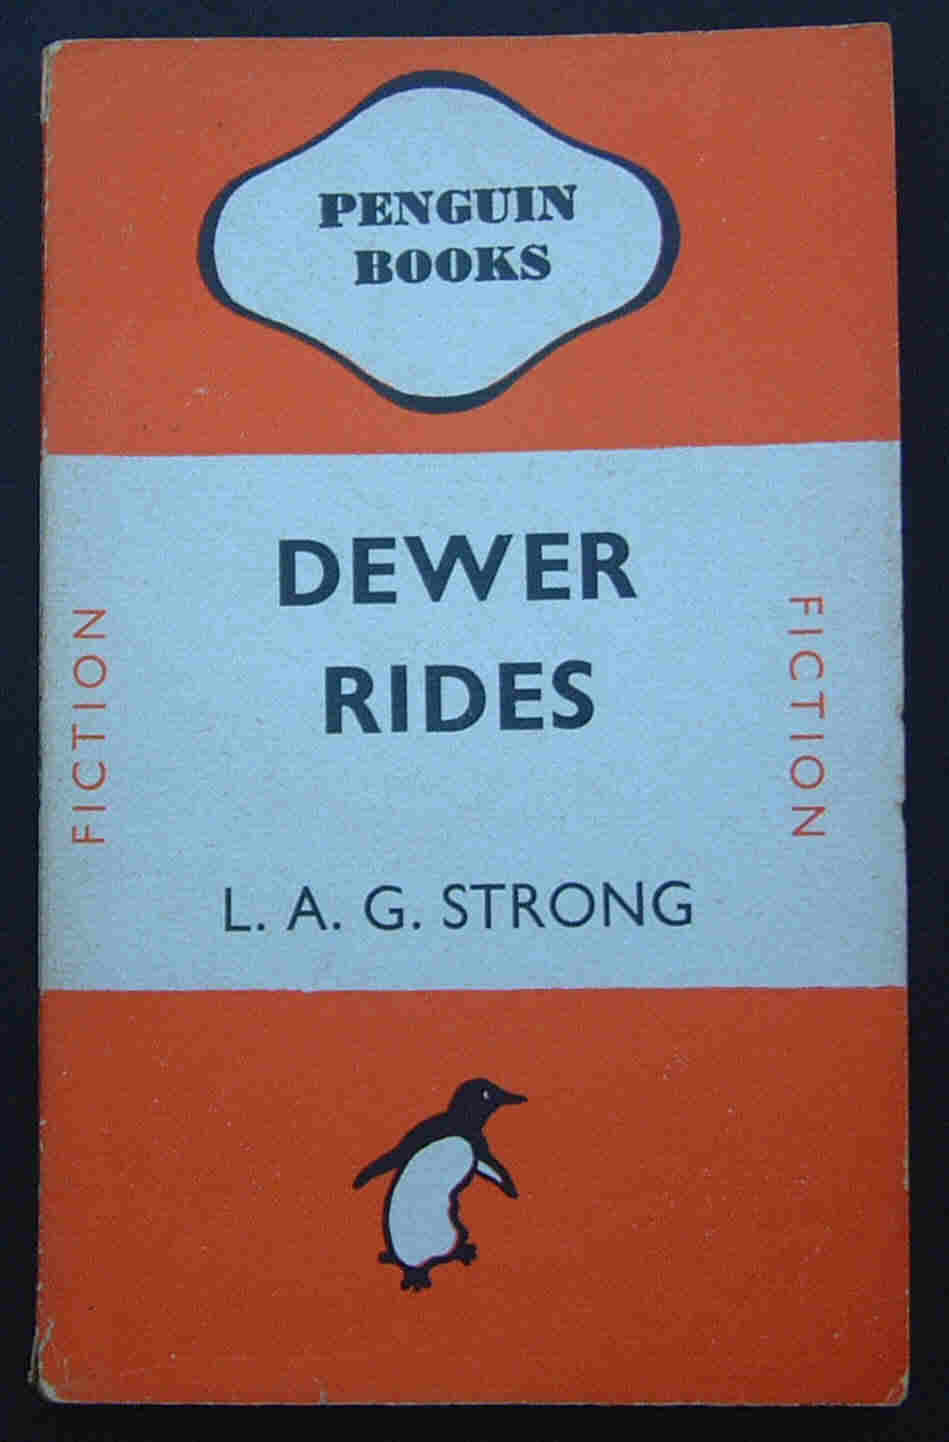 PENGUIN
BOOKS
DEWER
RIDES
FICTION
FICTION
L. A. G. STRONG